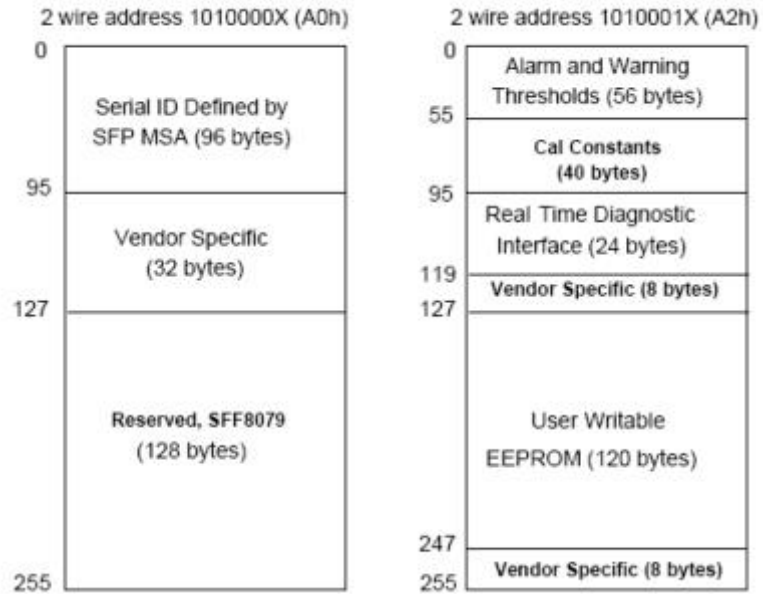 2 wire address 1010000X (A0h)
0
Serial ID Defined by
SFP MSA (96 bytes)
95
Vendor Specific
(32 bytes)
127
Reserved, SFF8079
(128 bytes)
255
2 wire address 1010001X (A2h)
0
Alarm and Warning
Thresholds (56 bytes)
55
Cal Constants
(40 bytes)
95
Real Time Diagnostic
Interface (24 bytes)
119
Vendor Specific (8 bytes)
127
User Writable
EEPROM (120 bytes)
247
Vendor Specific (8 bytes)
255